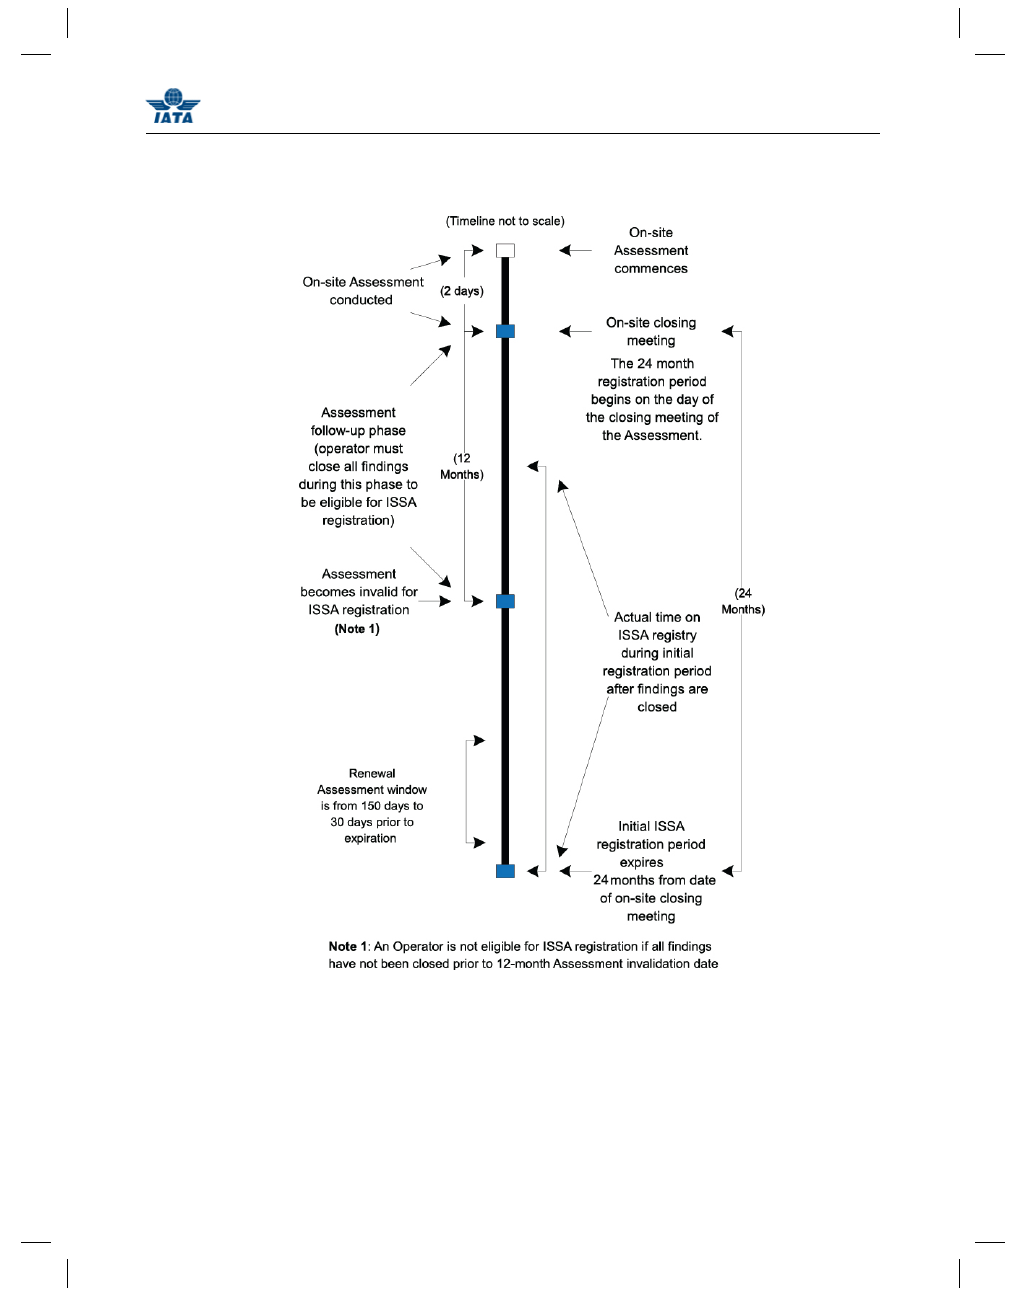 IATA
(Timeline not to scale)
On-site
Assessment
commences
On-site Assessment
conducted
(2 days)
On-site closing
meeting
The 24 month
registration period
begins on the day of
the closing meeting of
the Assessment.
Assessment
follow-up phase
(operator must
close all findings
during this phase to
be eligible for ISSA
registration)
(12
Months)
Assessment
becomes invalid for
ISSA registration
(Note 1)
(24
Months)
Actual time on
ISSA registry
during initial
registration period
after findings are
closed
Renewal
Assessment window
is from 150 days to
30 days prior to
expiration
Initial ISSA
registration period
expires
24 months from date
of on-site closing
meeting
Note 1: An Operator is not eligible for ISSA registration if all findings
have not been closed prior to 12-month Assessment invalidation date